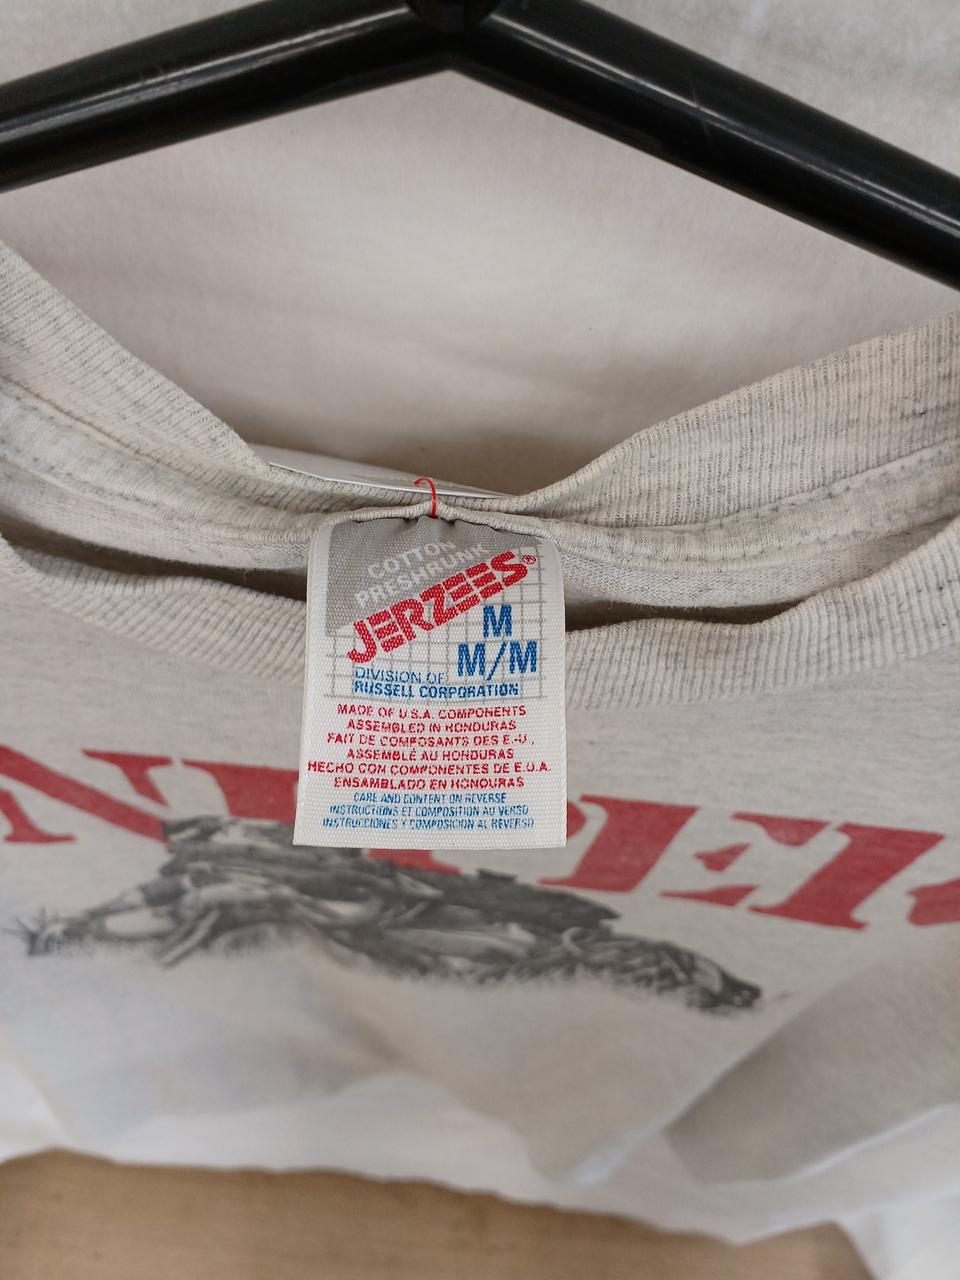 COTTON
PRESHRUNK
JERZEES®
M
M/M
DIVISION OF
RUSSELL CORPORATION
MADE OF U.S.A. COMPONENTS
ASSEMBLED IN HONDURAS
FAIT DE COMPOSANTS DES E.-U.,
ASSEMBLÉ AU HONDURAS
HECHO CON COMPONENTES DE E.U.A.
ENSAMBLADO EN HONDURAS
CARE AND CONTENT ON REVERSE
INSTRUCTIONS ET COMPOSITION AU VERSO
INSTRUCCIONES Y COMPOSICION AL REVERSO